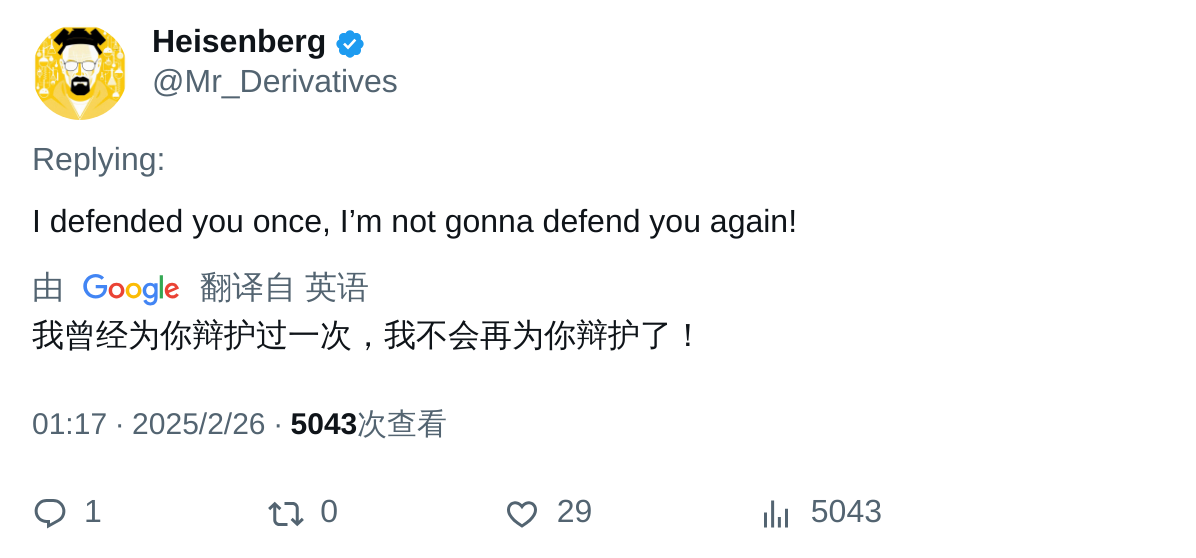 Heisenberg
@Mr_Derivatives
Replying:
I defended you once, I’m not gonna defend you again!
由 Google 翻译自 英语
我曾经为你辩护过一次，我不会再为你辩护了！
01:17 · 2025/2/26 · 5043次查看
1 0 29 5043